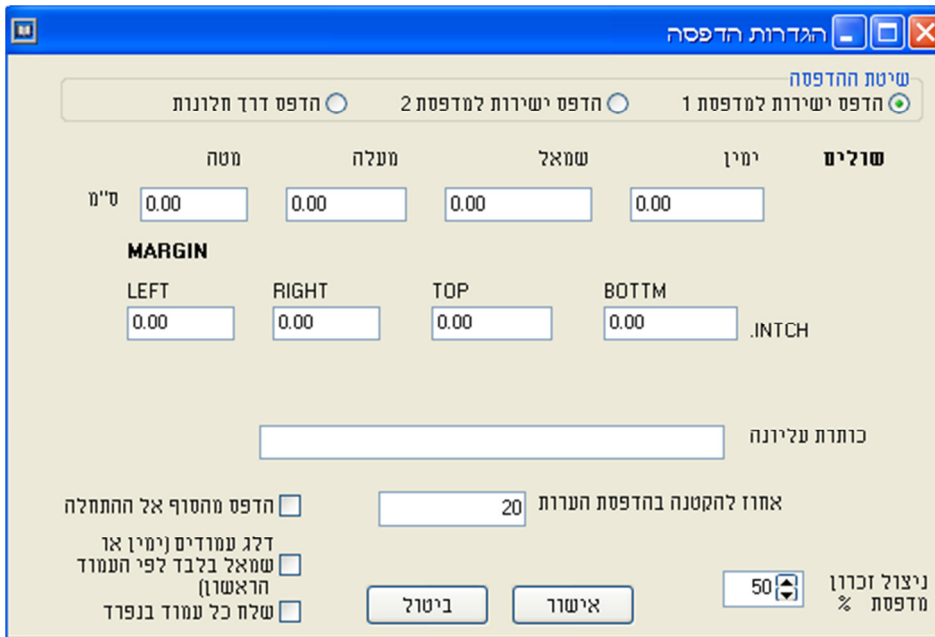 הגדרות הדפסה
שיטת ההדפסה
הדפס ישירות למדפסת 1 הדפס ישירות למדפסת 2 הדפס דרך חלונות
שולים ימין שמאל מעלה מטה
0.00 0.00 0.00 0.00 ס''מ
MARGIN
LEFT RIGHT TOP BOTTM
0.00 0.00 0.00 0.00 .INTCH
כותרת עליונה
אחוז להקטנה בהדפסת הערות 20
הדפס מהסוף אל ההתחלה
דלג עמודים (ימין או
שמאל בלבד לפי העמוד
הראשון)
שלח כל עמוד בנפרד
ניצול זכרון
מדפסת %
50
אישור ביטול